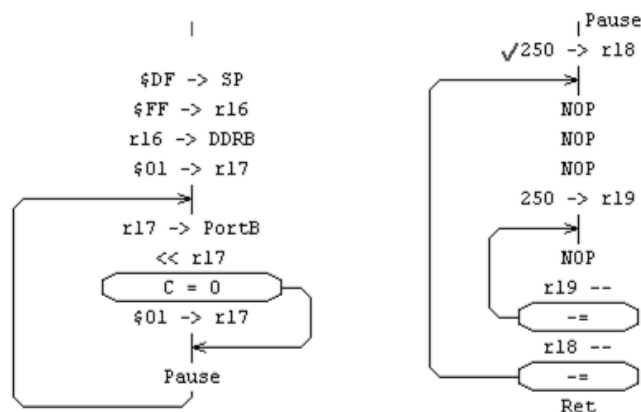 $DF -> SP
$FF -> r16
r16 -> DDRB
$01 -> r17
r17 -> PortB
<< r17
C = 0
$01 -> r17
Pause
Pause
√250 -> r18
NOP
NOP
NOP
250 -> r19
NOP
r19 --
-=
r18 --
-=
Ret